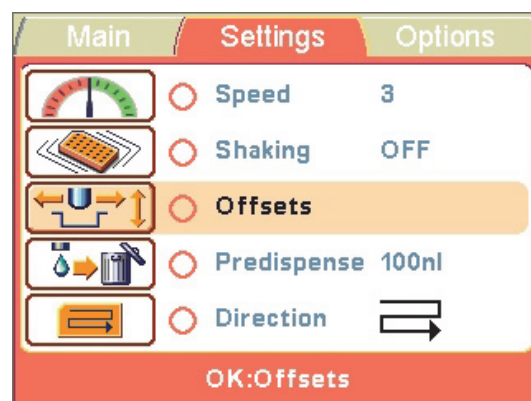 Main Settings Options
Speed 3
Shaking OFF
Offsets
Predispense 100nl
Direction
OK:Offsets